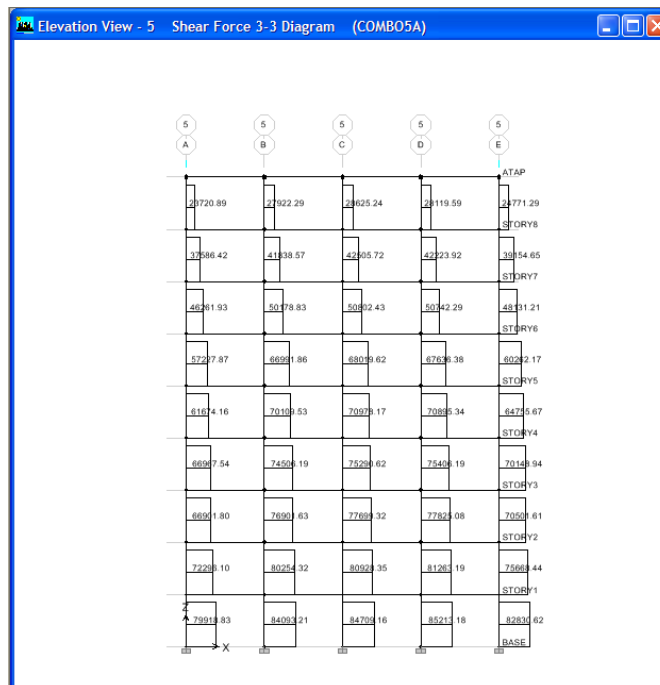 Elevation View - 5 Shear Force 3-3 Diagram (COMBO5A)
5 5 5 5 5
A B C D E
ATAP
23720.89 27922.29 28625.24 28119.59 24771.29
STORY8
37586.42 41838.57 42505.72 42223.92 39154.65
STORY7
46261.93 50178.83 50802.43 50742.29 48131.21
STORY6
57227.87 66991.86 68019.62 67636.38 60262.17
STORY5
61674.16 70109.53 70978.17 70895.34 64755.67
STORY4
66967.54 74506.19 75290.62 75406.19 70148.94
STORY3
66901.80 76901.63 77699.32 77825.08 70501.61
STORY2
72296.10 80254.32 80928.35 81263.19 75668.44
STORY1
Z
79918.83 84093.21 84709.16 85213.18 82830.62
X
BASE